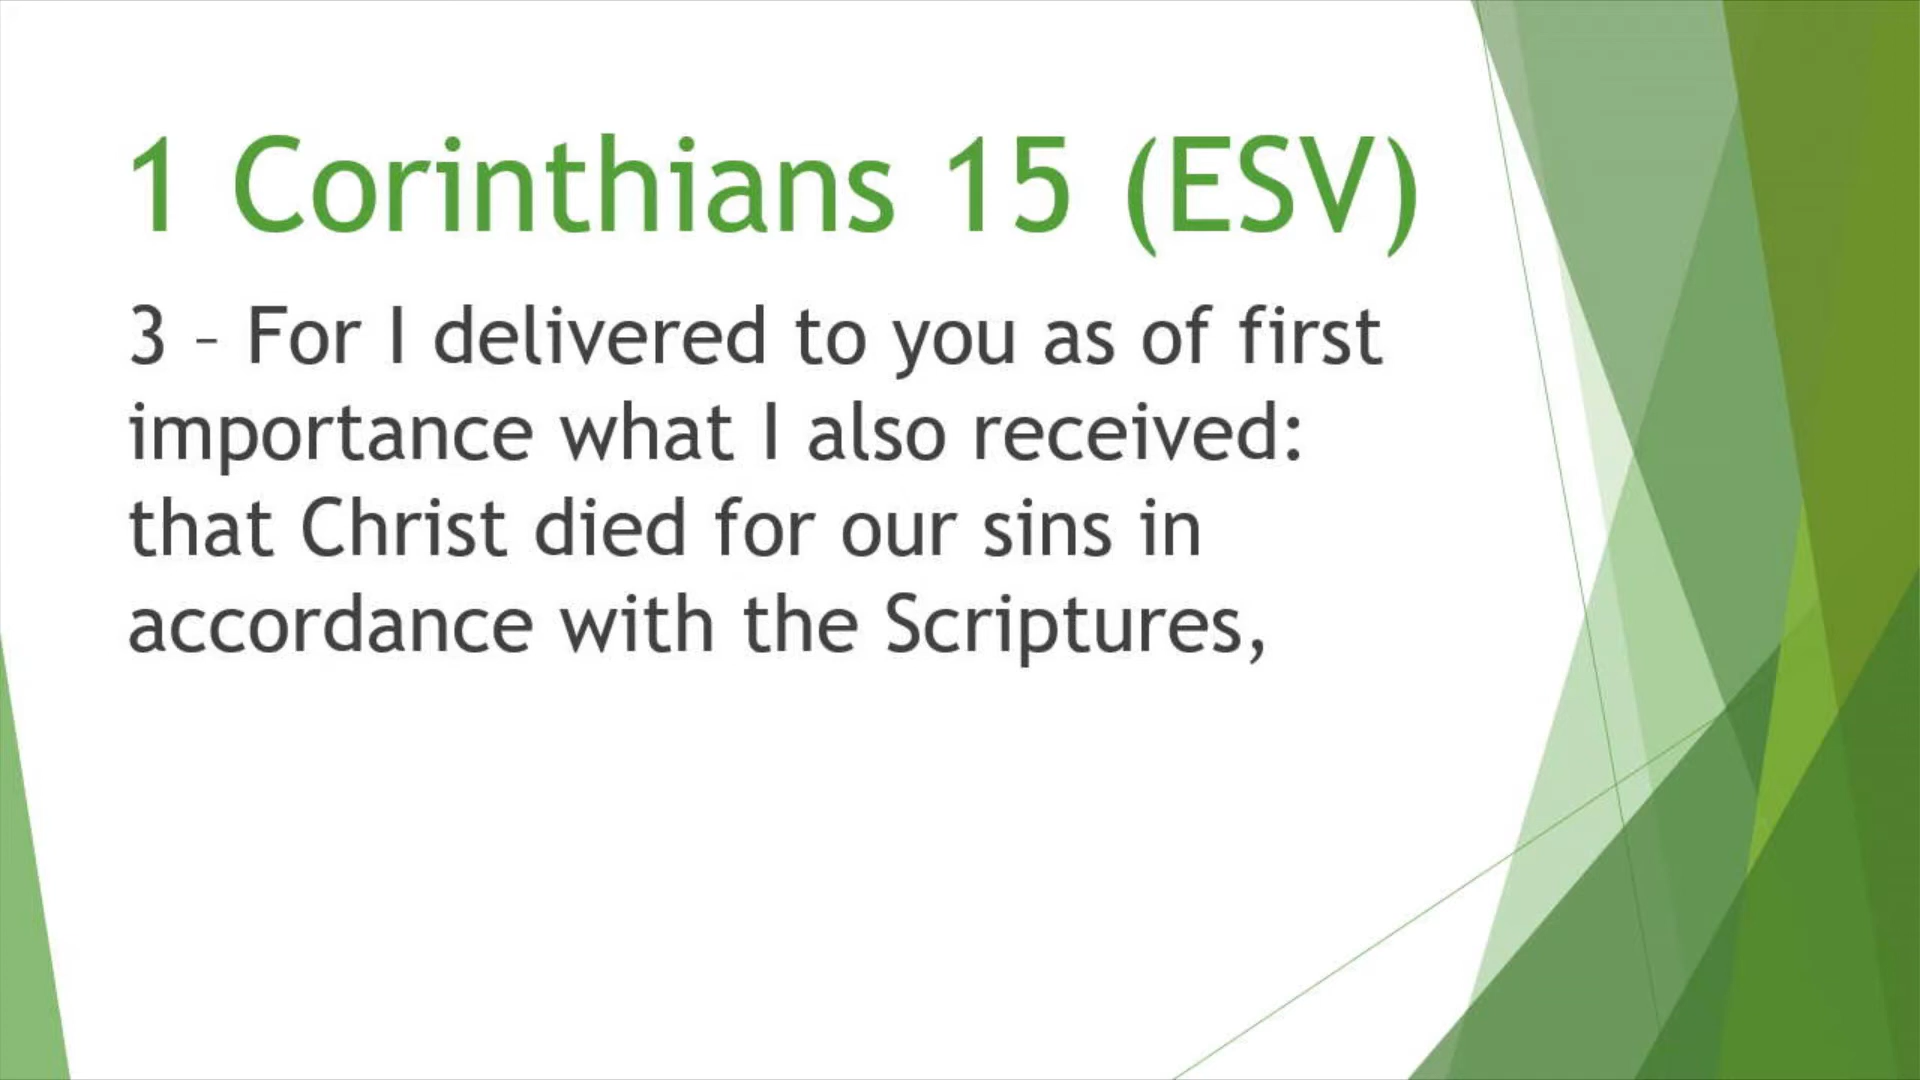 1 Corinthians 15 (ESV)
3 – For I delivered to you as of first
importance what I also received:
that Christ died for our sins in
accordance with the Scriptures,